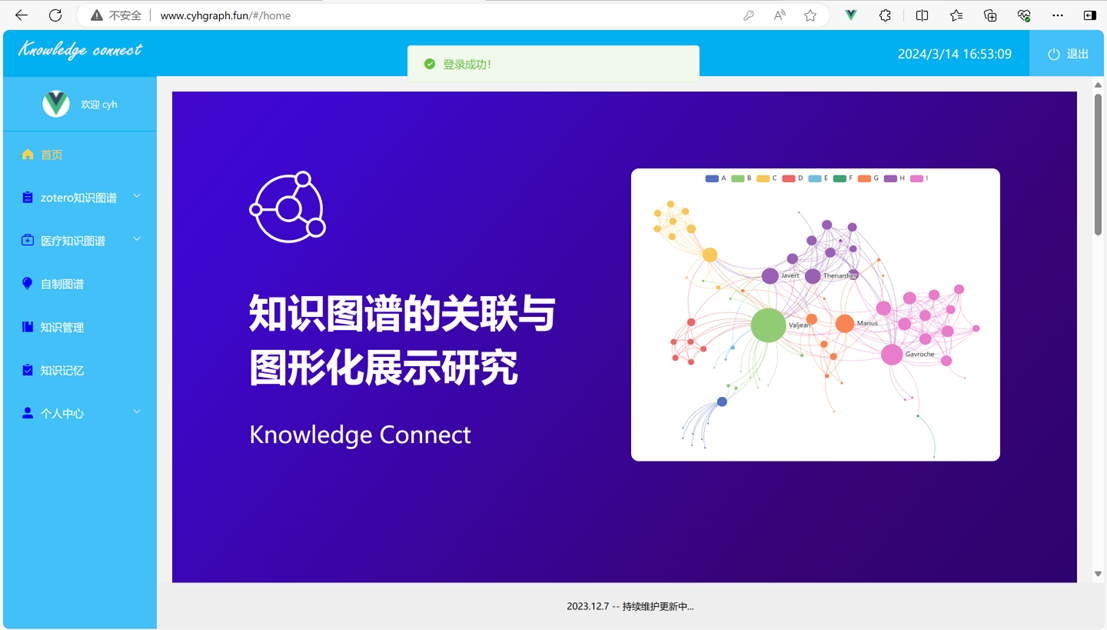 不安全
www.cyhgraph.fun/#/home
Knowledge connect
登录成功!
2024/3/14 16:53:09
退出
欢迎 cyh
首页
zotero知识图谱
医疗知识图谱
自制图谱
知识管理
知识记忆
个人中心
知识图谱的关联与
图形化展示研究
Knowledge Connect
A B C D E F G H I
Javert
Thenardier
Valjean
Marius
Gavroche
2023.12.7 -- 持续维护更新中...